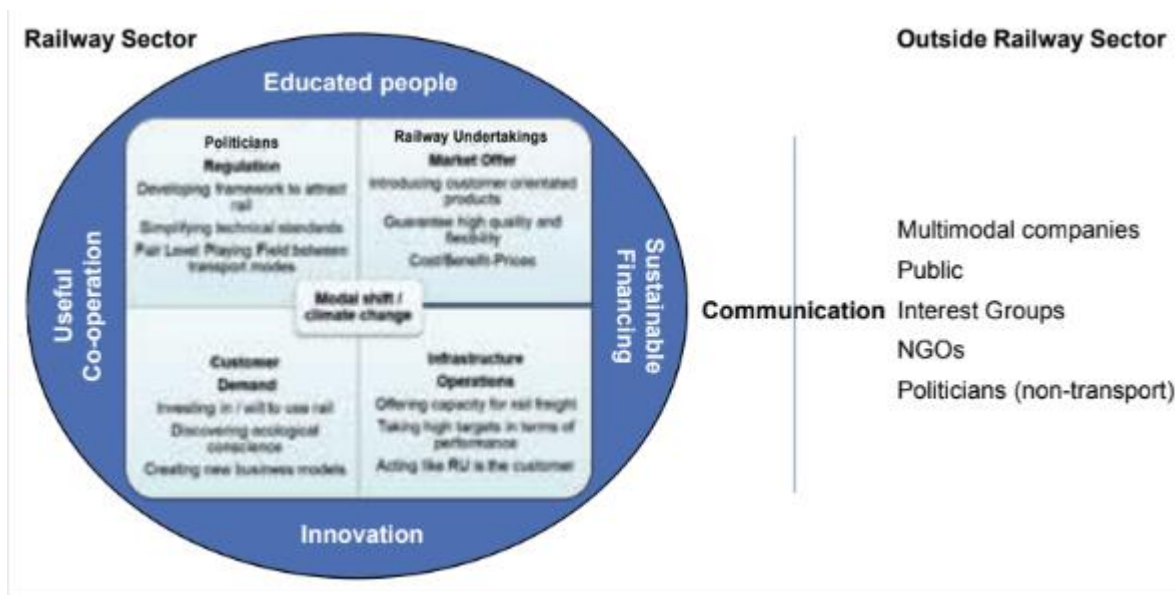 Railway Sector
Outside Railway Sector
Educated people
Politicians
Regulation
Developing framework to attract
rail
Simplifying technical standards
Fair Level Playing Field between
transport modes
Railway Undertakings
Market Offer
Introducing customer orientated
products
Guarantee high quality and
flexibility
Cost/Benefit-Prices
Useful
Co-operation
Modal shift /
climate change
Sustainable
Financing
Customer
Demand
Investing in / will to use rail
Discovering ecological
conscience
Creating new business models
Infrastructure
Operations
Offering capacity for rail freight
Taking high targets in terms of
performance
Acting like RU is the customer
Innovation
Communication
Multimodal companies
Public
Interest Groups
NGOs
Politicians (non-transport)